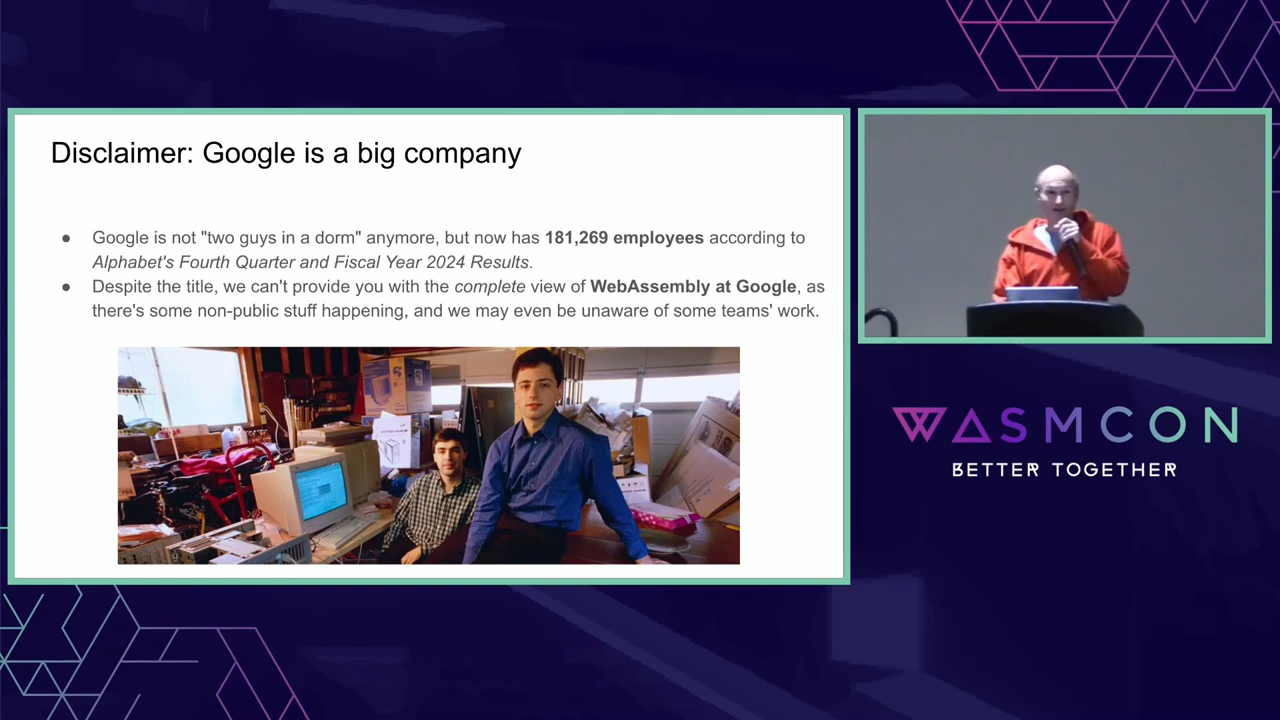 Disclaimer: Google is a big company
● Google is not "two guys in a dorm" anymore, but now has 181,269 employees according to
Alphabet's Fourth Quarter and Fiscal Year 2024 Results.
● Despite the title, we can't provide you with the complete view of WebAssembly at Google, as
there's some non-public stuff happening, and we may even be unaware of some teams' work.
WASMCON
BETTER TOGETHER